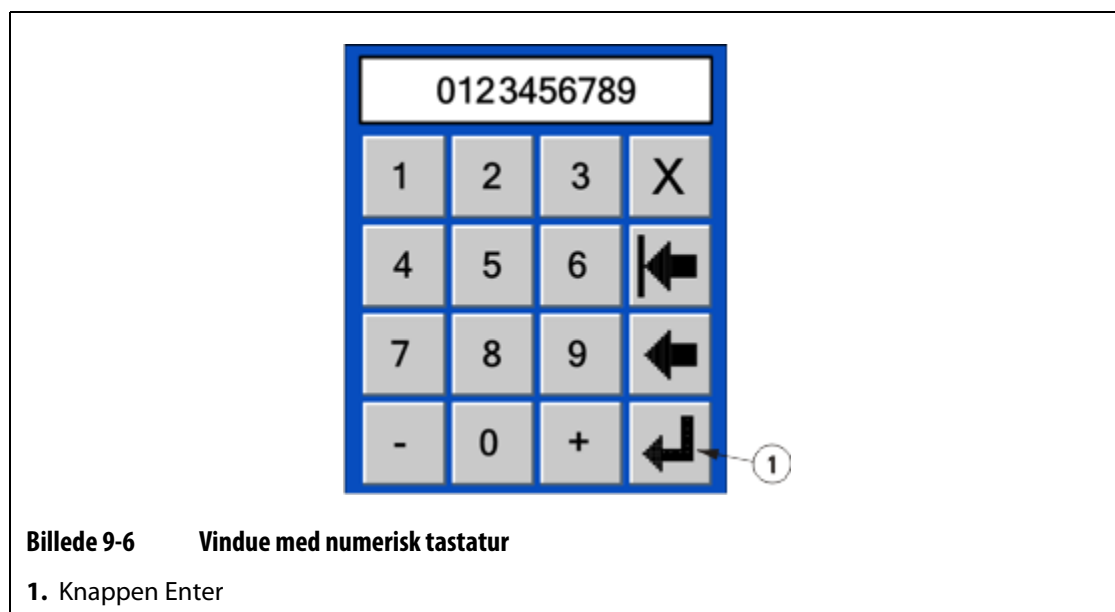 0123456789
1 2 3 X
4 5 6
7 8 9
- 0 +
1
Billede 9-6 Vindue med numerisk tastatur
1. Knappen Enter